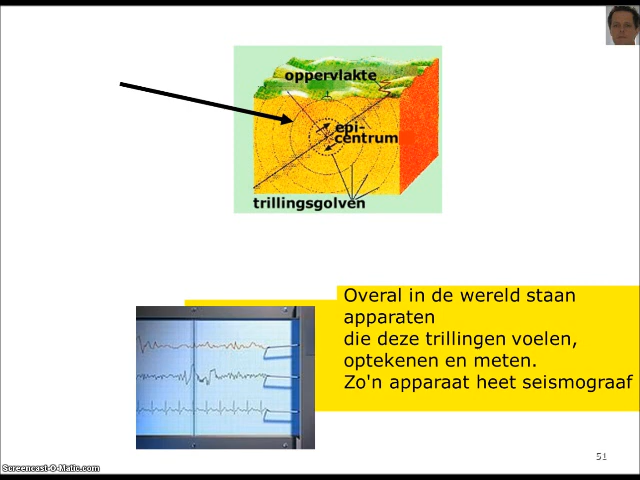 oppervlakte
epi-
centrum
trillingsgolven
Overal in de wereld staan
apparaten
die deze trillingen voelen,
optekenen en meten.
Zo'n apparaat heet seismograaf
51
Screencast-O-Matic.com